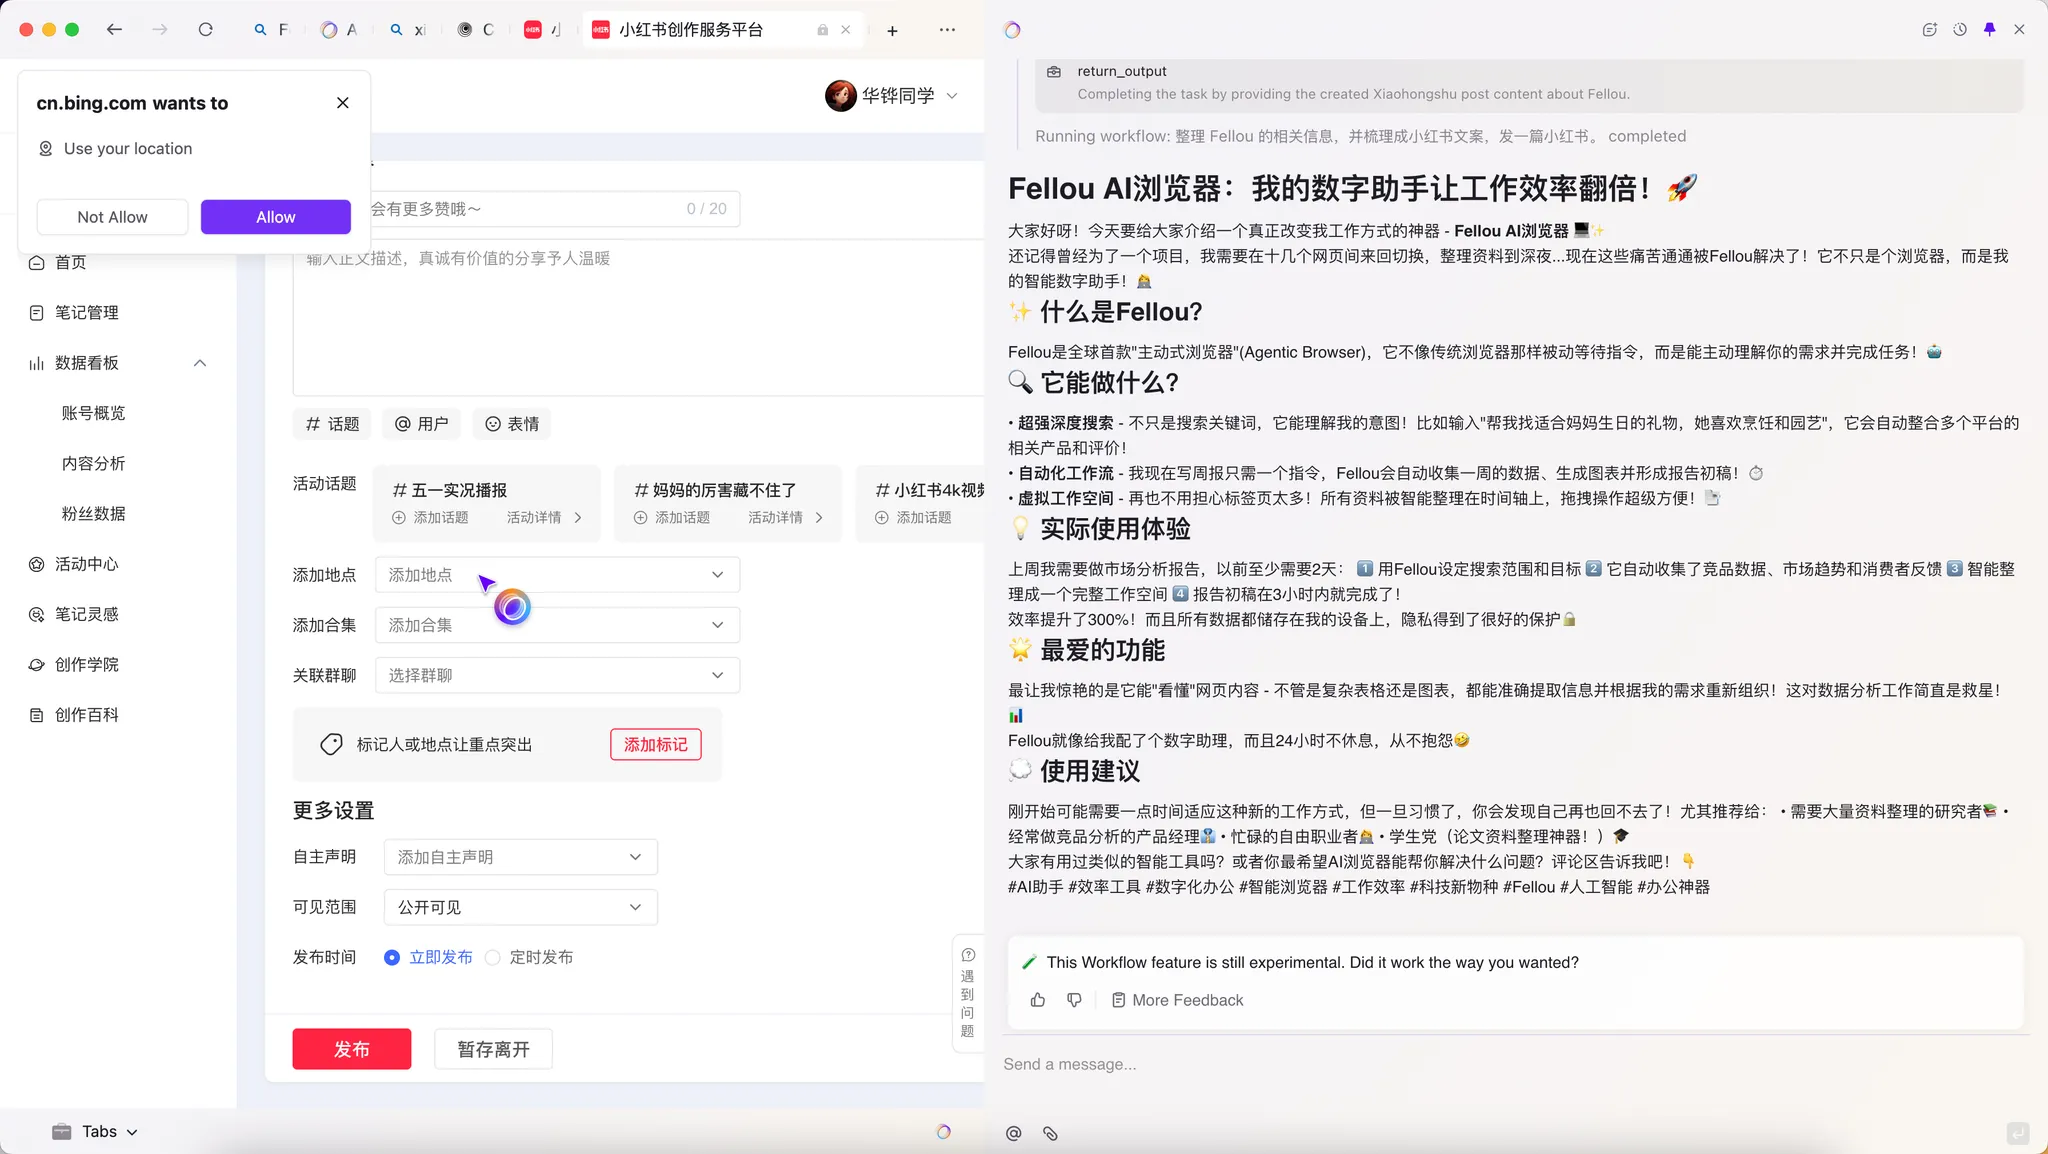 F
A
xi
C
小红书创作服务平台
cn.bing.com wants to
Use your location
Not Allow
Allow
华铧同学
会有更多赞哦～
0 / 20
输入正文描述，真诚有价值的分享予人温暖
首页
笔记管理
数据看板
账号概览
内容分析
粉丝数据
活动中心
笔记灵感
创作学院
创作百科
# 话题
@ 用户
表情
活动话题
# 五一实况播报
添加话题
活动详情
# 妈妈的厉害藏不住了
添加话题
活动详情
# 小红书4k视频
添加话题
添加地点
添加地点
添加合集
添加合集
关联群聊
选择群聊
标记人或地点让重点突出
添加标记
更多设置
自主声明
添加自主声明
可见范围
公开可见
发布时间
立即发布
定时发布
遇到问题
发布
暂存离开
Tabs
return_output
Completing the task by providing the created Xiaohongshu post content about Fellou.
Running workflow: 整理 Fellou 的相关信息，并梳理成小红书文案，发一篇小红书。 completed
Fellou AI浏览器：我的数字助手让工作效率翻倍！🚀
大家好呀！今天要给大家介绍一个真正改变我工作方式的神器 - Fellou AI浏览器 💻✨
还记得曾经为了一个项目，我需要在十几个网页间来回切换，整理资料到深夜...现在这些痛苦通通被Fellou解决了！它不只是个浏览器，而是我
的智能数字助手！👩‍💻
✨ 什么是Fellou?
Fellou是全球首款"主动式浏览器"(Agentic Browser)，它不像传统浏览器那样被动等待指令，而是能主动理解你的需求并完成任务！🤖
🔍 它能做什么?
• 超强深度搜索 - 不只是搜索关键词，它能理解我的意图！比如输入"帮我找适合妈妈生日的礼物，她喜欢烹饪和园艺"，它会自动整合多个平台的
相关产品和评价！
• 自动化工作流 - 我现在写周报只需一个指令，Fellou会自动收集一周的数据、生成图表并形成报告初稿！⏱️
• 虚拟工作空间 - 再也不用担心标签页太多！所有资料被智能整理在时间轴上，拖拽操作超级方便！📑
💡 实际使用体验
上周我需要做市场分析报告，以前至少需要2天： 1️⃣ 用Fellou设定搜索范围和目标 2️⃣ 它自动收集了竞品数据、市场趋势和消费者反馈 3️⃣ 智能整
理成一个完整工作空间 4️⃣ 报告初稿在3小时内就完成了！
效率提升了300%！而且所有数据都储存在我的设备上，隐私得到了很好的保护🔒
🌟 最爱的功能
最让我惊艳的是它能"看懂"网页内容 - 不管是复杂表格还是图表，都能准确提取信息并根据我的需求重新组织！这对数据分析工作简直是救星！
📊
Fellou就像给我配了个数字助理，而且24小时不休息，从不抱怨🤣
💭 使用建议
刚开始可能需要一点时间适应这种新的工作方式，但一旦习惯了，你会发现自己再也回不去了！尤其推荐给： • 需要大量资料整理的研究者📚 •
经常做竞品分析的产品经理👔 • 忙碌的自由职业者👩‍💻 • 学生党（论文资料整理神器！）🎓
大家有用过类似的智能工具吗？或者你最希望AI浏览器能帮你解决什么问题？评论区告诉我吧！👇
#AI助手 #效率工具 #数字化办公 #智能浏览器 #工作效率 #科技新物种 #Fellou #人工智能 #办公神器
This Workflow feature is still experimental. Did it work the way you wanted?
More Feedback
Send a message...